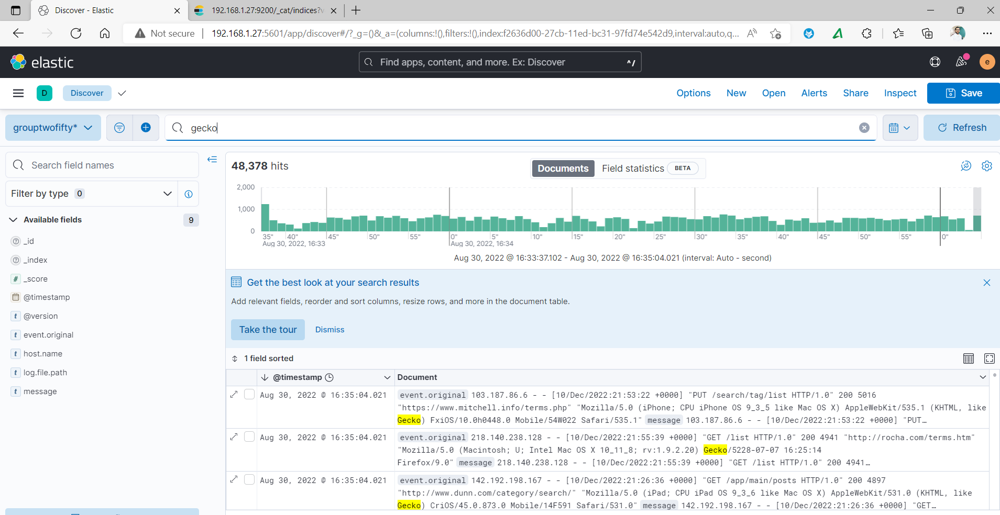 Discover - Elastic
192.168.1.27:9200/_cat/indices?v
Not secure
192.168.1.27:5601/app/discover#/?_g=()&_a=(columns:!(),filters:!(),index:f2636d00-27cb-11ed-bc31-97fd74e542d9,interval:auto,q...
elastic
Find apps, content, and more. Ex: Discover
^/
e
D
Discover
Options
New
Open
Alerts
Share
Inspect
Save
grouptwofifty*
gecko
Refresh
Search field names
Filter by type 0
Available fields
9
_id
_index
_score
@timestamp
@version
event.original
host.name
log.file.path
message
48,378 hits
Documents
Field statistics
BETA
2,000
1,000
0
35" 40" 45" 50" 55" 0" 5" 10" 15" 20" 25" 30" 35" 40" 45" 50" 55" 0"
Aug 30, 2022, 16:33
Aug 30, 2022, 16:34
Aug 30, 2022 @ 16:33:37.102 - Aug 30, 2022 @ 16:35:04.021 (interval: Auto - second)
Get the best look at your search results
Add relevant fields, reorder and sort columns, resize rows, and more in the document table.
Take the tour
Dismiss
1 field sorted
@timestamp
Document
Aug 30, 2022 @ 16:35:04.021
event.original 103.187.86.6 - - [10/Dec/2022:21:53:22 +0000] "PUT /search/tag/list HTTP/1.0" 200 5016
"https://www.mitchell.info/terms.php" "Mozilla/5.0 (iPhone; CPU iPhone OS 9_3_5 like Mac OS X) AppleWebKit/535.1 (KHTML, like
Gecko) FxiOS/10.0h0448.0 Mobile/54W022 Safari/535.1" message 103.187.86.6 - - [10/Dec/2022:21:53:22 +0000] "PUT…
Aug 30, 2022 @ 16:35:04.021
event.original 218.140.238.128 - - [10/Dec/2022:21:55:39 +0000] "GET /list HTTP/1.0" 200 4941 "http://rocha.com/terms.htm"
"Mozilla/5.0 (Macintosh; U; Intel Mac OS X 10_11_8; rv:1.9.2.20) Gecko/5228-07-07 16:25:14
Firefox/9.0" message 218.140.238.128 - - [10/Dec/2022:21:55:39 +0000] "GET /list HTTP/1.0" 200 4941…
Aug 30, 2022 @ 16:35:04.021
event.original 142.192.198.167 - - [10/Dec/2022:21:26:36 +0000] "GET /app/main/posts HTTP/1.0" 200 4897
"http://www.dunn.com/category/search/" "Mozilla/5.0 (iPad; CPU iPad OS 9_3_6 like Mac OS X) AppleWebKit/531.0 (KHTML, like
Gecko) CriOS/45.0.873.0 Mobile/14F591 Safari/531.0" message 142.192.198.167 - - [10/Dec/2022:21:26:36 +0000] "GET…